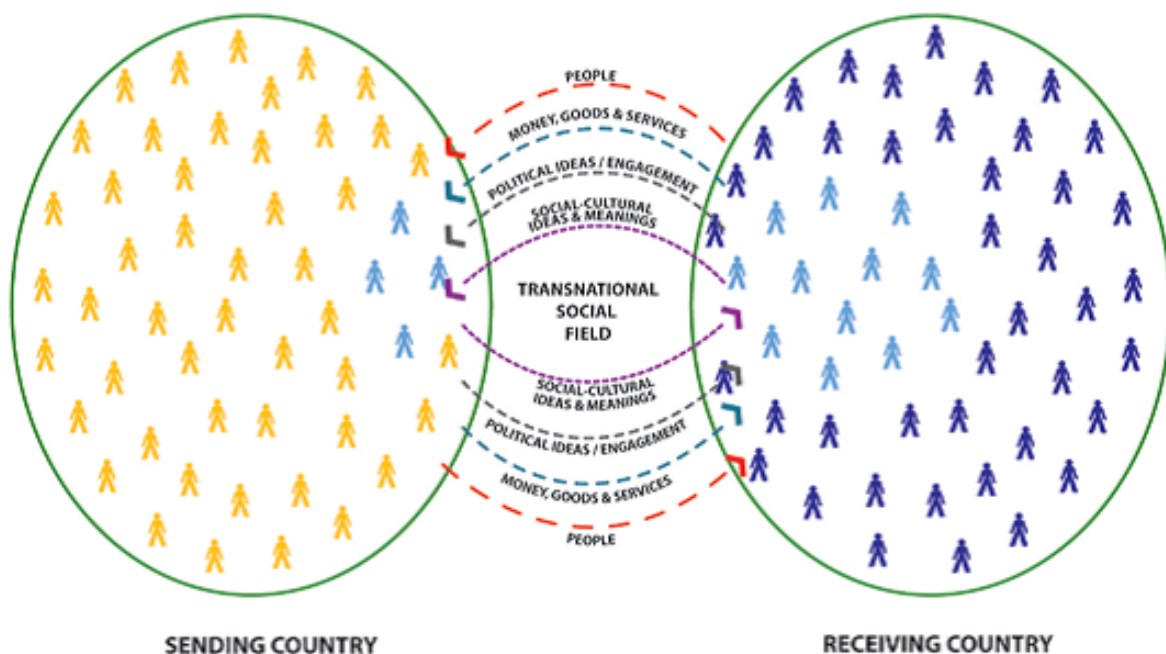 PEOPLE
MONEY, GOODS & SERVICES
POLITICAL IDEAS / ENGAGEMENT
SOCIAL-CULTURAL
IDEAS & MEANINGS
TRANSNATIONAL
SOCIAL
FIELD
SOCIAL-CULTURAL
IDEAS & MEANINGS
POLITICAL IDEAS / ENGAGEMENT
MONEY, GOODS & SERVICES
PEOPLE
SENDING COUNTRY
RECEIVING COUNTRY